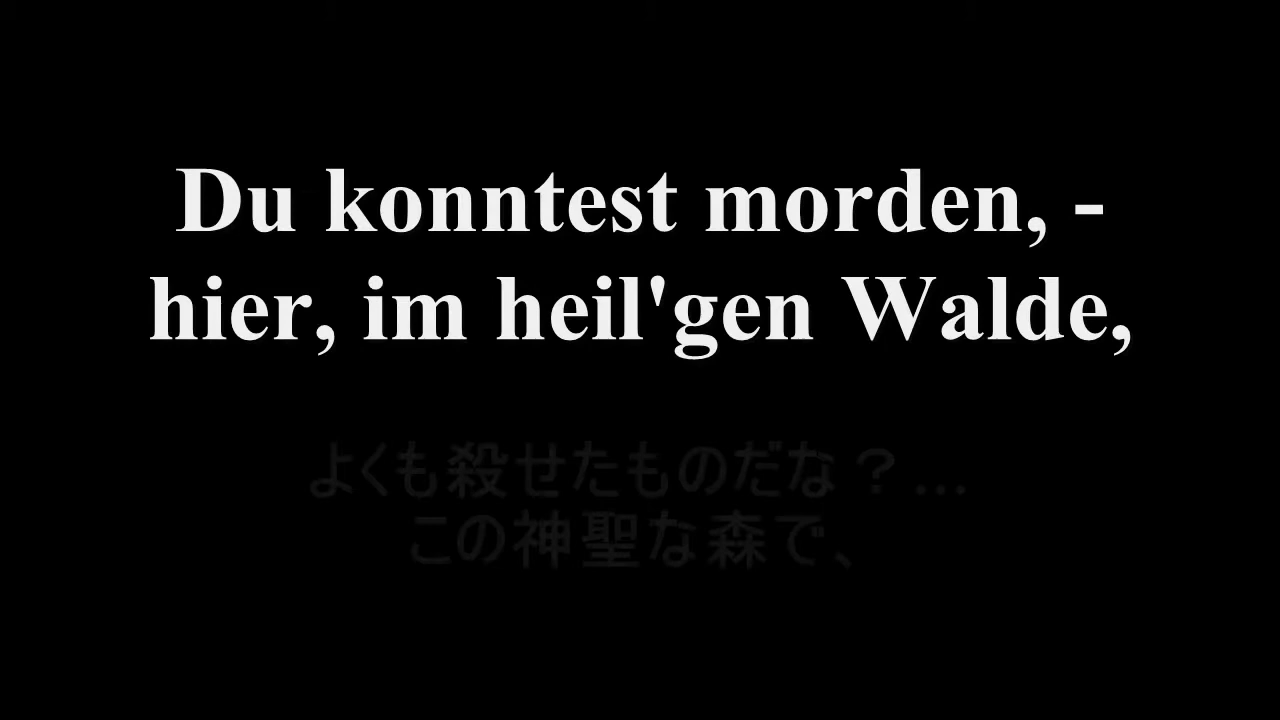 Du konntest morden, -
hier, im heil'gen Walde,
よくも殺せたものだな？…
この神聖な森で、